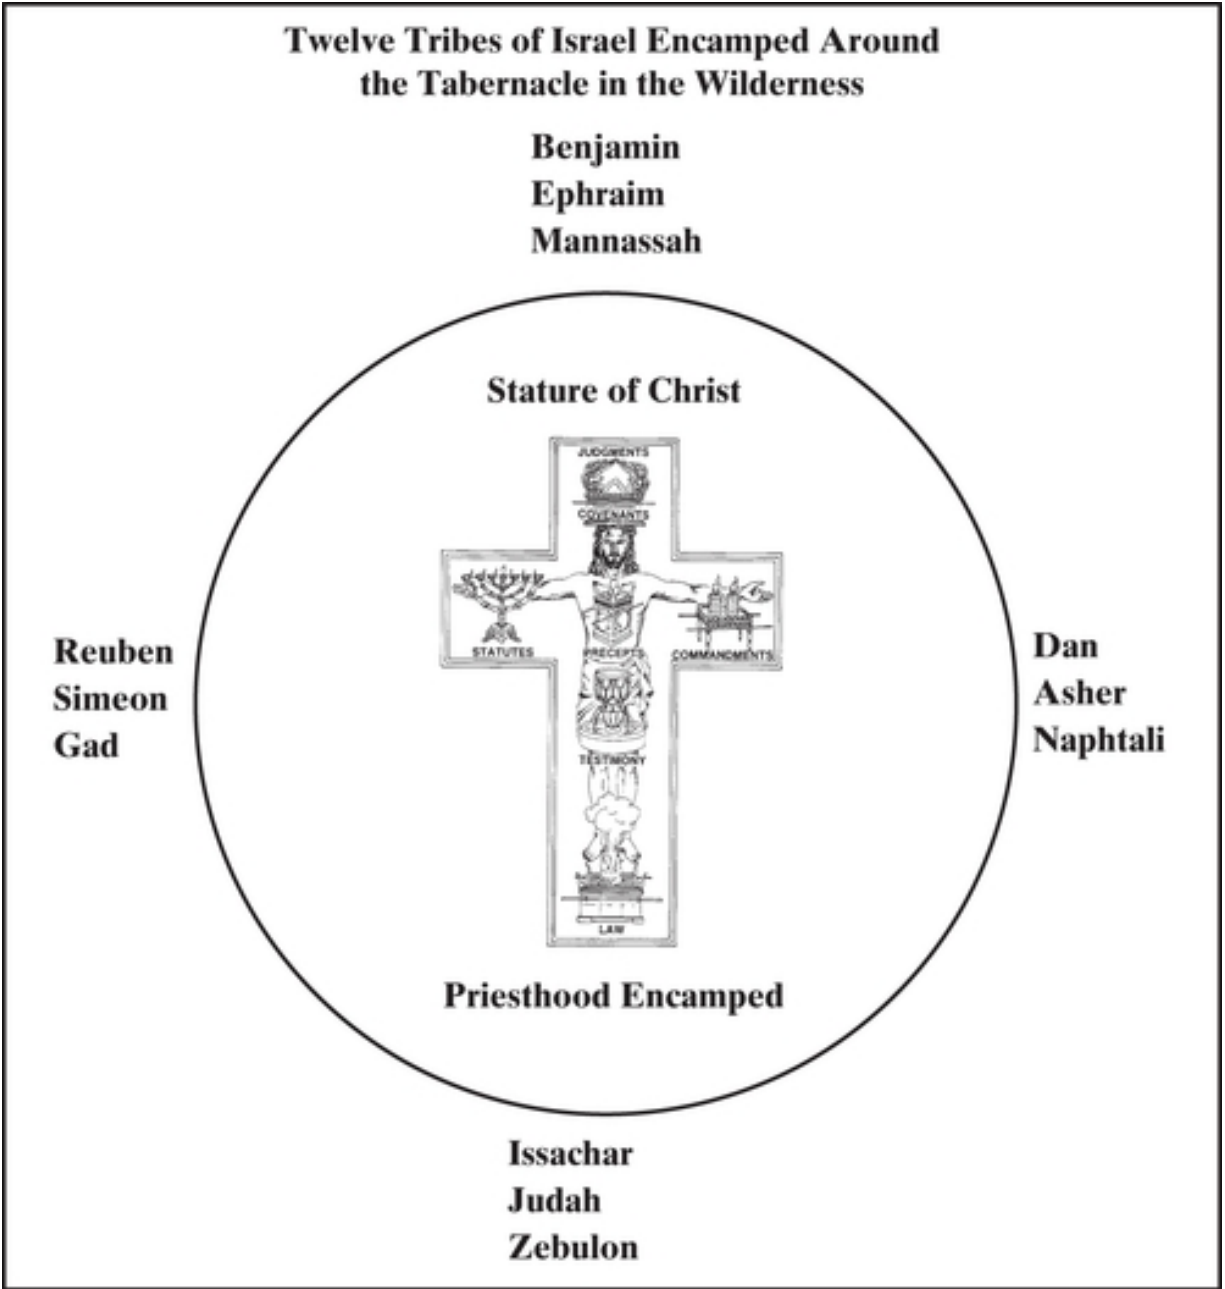 Twelve Tribes of Israel Encamped Around
the Tabernacle in the Wilderness
Benjamin
Ephraim
Mannassah
Stature of Christ
JUDGMENTS
COVENANTS
STATUTES
PRECEPTS
COMMANDMENTS
TESTIMONY
LAW
Reuben
Simeon
Gad
Dan
Asher
Naphtali
Priesthood Encamped
Issachar
Judah
Zebulon